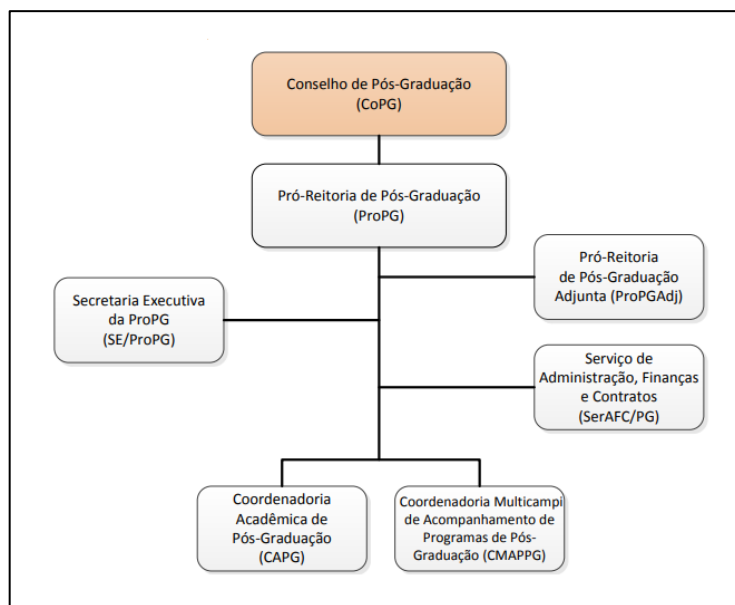 Conselho de Pós-Graduação
(CoPG)
Pró-Reitoria de Pós-Graduação
(ProPG)
Pró-Reitoria
de Pós-Graduação
Adjunta (ProPGAdj)
Secretaria Executiva
da ProPG
(SE/ProPG)
Serviço de
Administração, Finanças
e Contratos
(SerAFC/PG)
Coordenadoria
Acadêmica de
Pós-Graduação
(CAPG)
Coordenadoria Multicampi
de Acompanhamento de
Programas de Pós-
Graduação (CMAPPG)